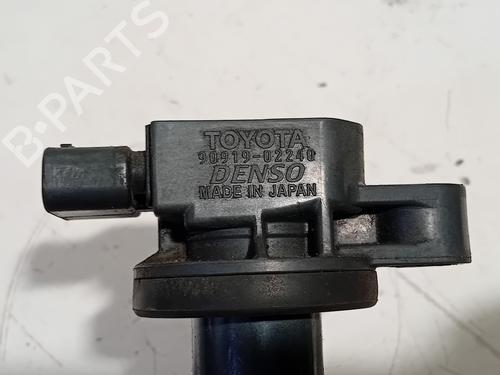 B-PARTS
TOYOTA
90919-02240
DENSO
MADE IN JAPAN